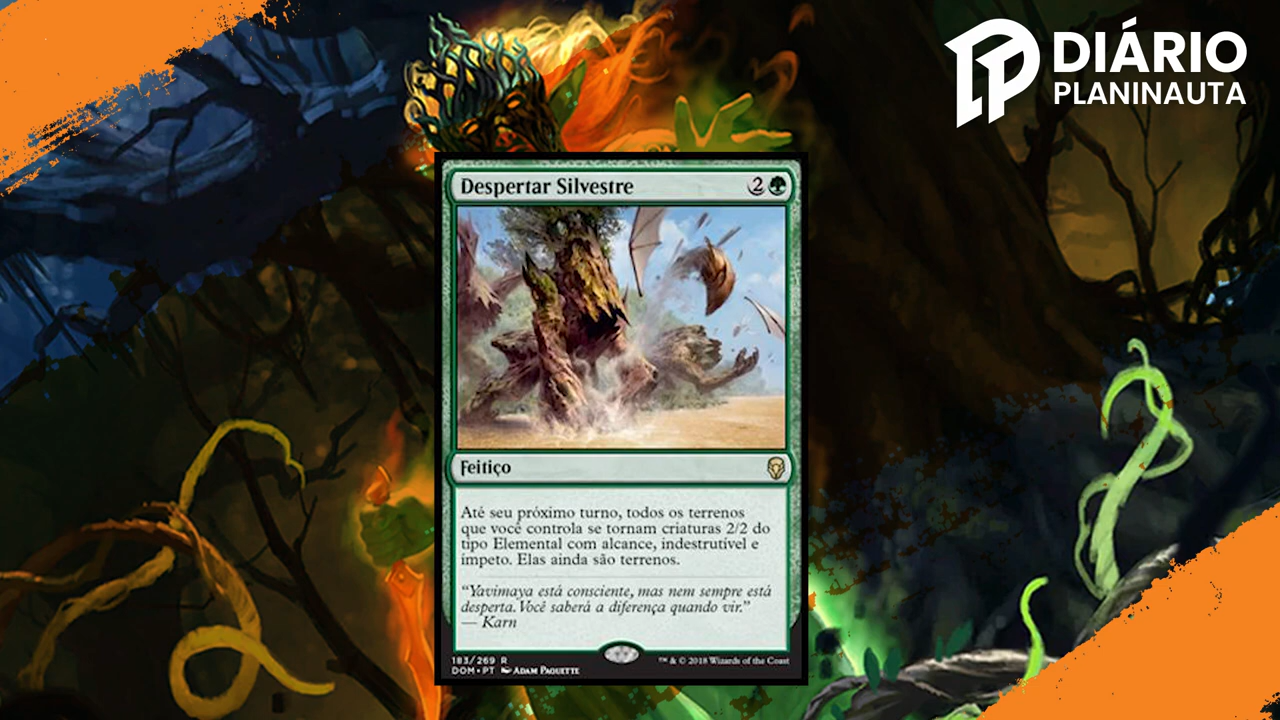 DIÁRIO
PLANINAUTA
Despertar Silvestre 2
Feitiço
Até seu próximo turno, todos os terrenos
que você controla se tornam criaturas 2/2 do
tipo Elemental com alcance, indestrutível e
ímpeto. Elas ainda são terrenos.
“Yavimaya está consciente, mas nem sempre está
desperta. Você saberá a diferença quando vir.”
— Karn
183/269 R
DOM • PT ADAM PAQUETTE
™ & © 2018 Wizards of the Coast